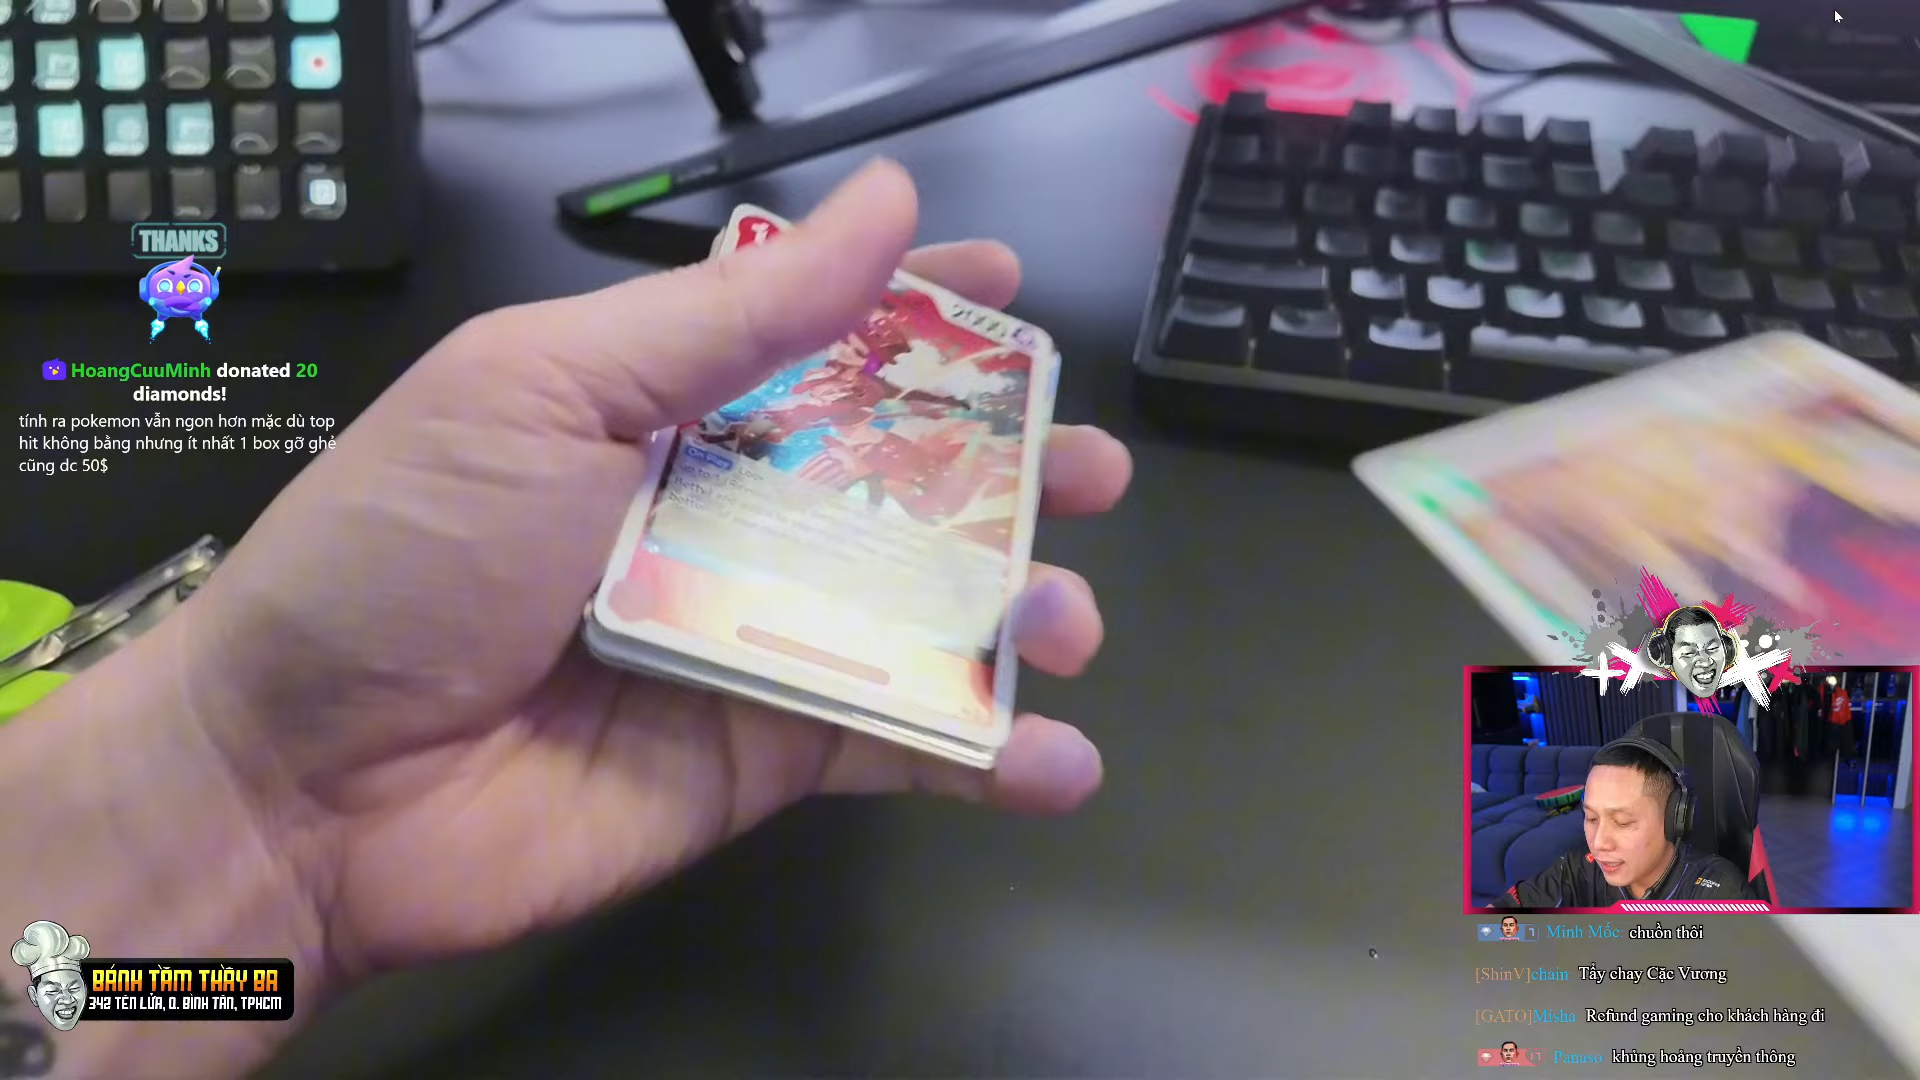 THANKS
HoangCuuMinh donated 20
diamonds!
tính ra pokemon vẫn ngon hơn mặc dù top
hit không bằng nhưng ít nhất 1 box gỡ ghẻ
cũng dc 50$
On Play
BÁNH TẰM THẦY BA
342 TÊN LỬA, Q. BÌNH TÂN, TPHCM
Minh Mốc: chuồn thôi
[ShinV]chain Tẩy chay Cặc Vương
[GATO]Misha Refund gaming cho khách hàng đi
Panaso khủng hoảng truyền thông